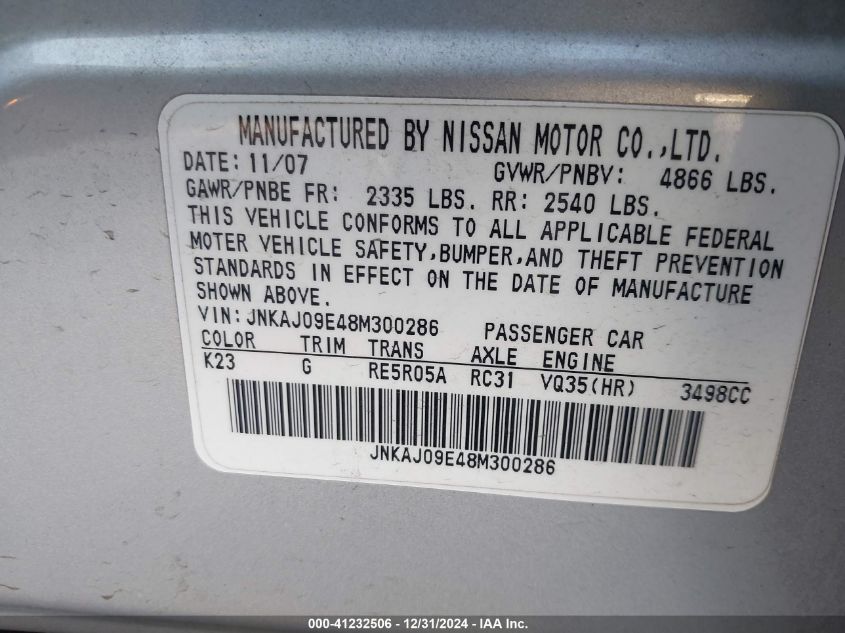 MANUFACTURED BY NISSAN MOTOR CO.,LTD.
DATE: 11/07 GVWR/PNBV: 4866 LBS.
GAWR/PNBE FR: 2335 LBS. RR: 2540 LBS.
THIS VEHICLE CONFORMS TO ALL APPLICABLE FEDERAL
MOTER VEHICLE SAFETY,BUMPER,AND THEFT PREVENTION
STANDARDS IN EFFECT ON THE DATE OF MANUFACTURE
SHOWN ABOVE.
VIN: JNKAJ09E48M300286 PASSENGER CAR
COLOR TRIM TRANS AXLE ENGINE
K23 G RE5R05A RC31 VQ35(HR) 3498CC
JNKAJ09E48M300286
000-41232506 - 12/31/2024 - IAA Inc.